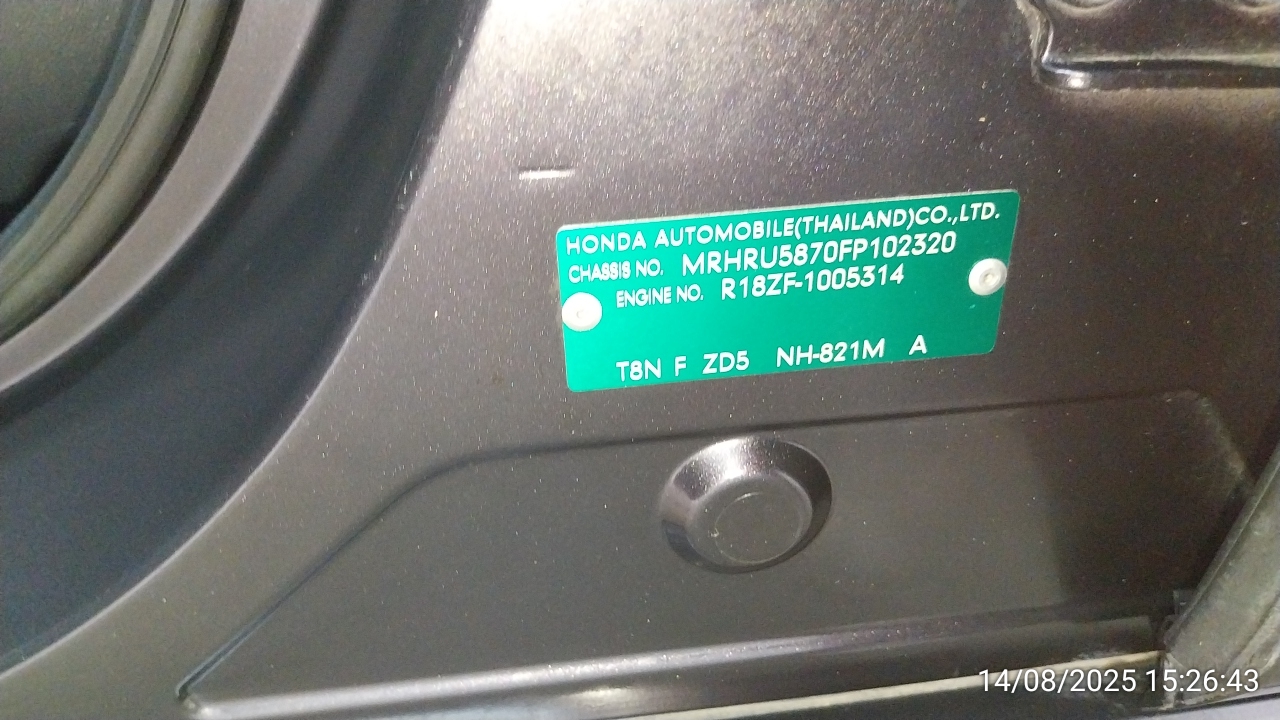 HONDA AUTOMOBILE(THAILAND)CO.,LTD.
CHASSIS NO. MRHRU5870FP102320
ENGINE NO. R18ZF-1005314
T8N F ZD5 NH-821M A
14/08/2025 15:26:43